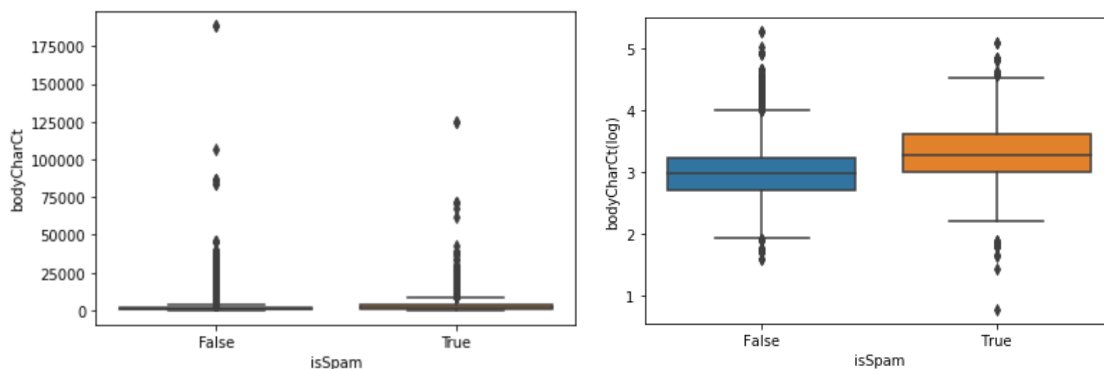 bodyCharCt
175000
150000
125000
100000
75000
50000
25000
0
False
True
isSpam
bodyCharCt(log)
5
4
3
2
1
False
True
isSpam